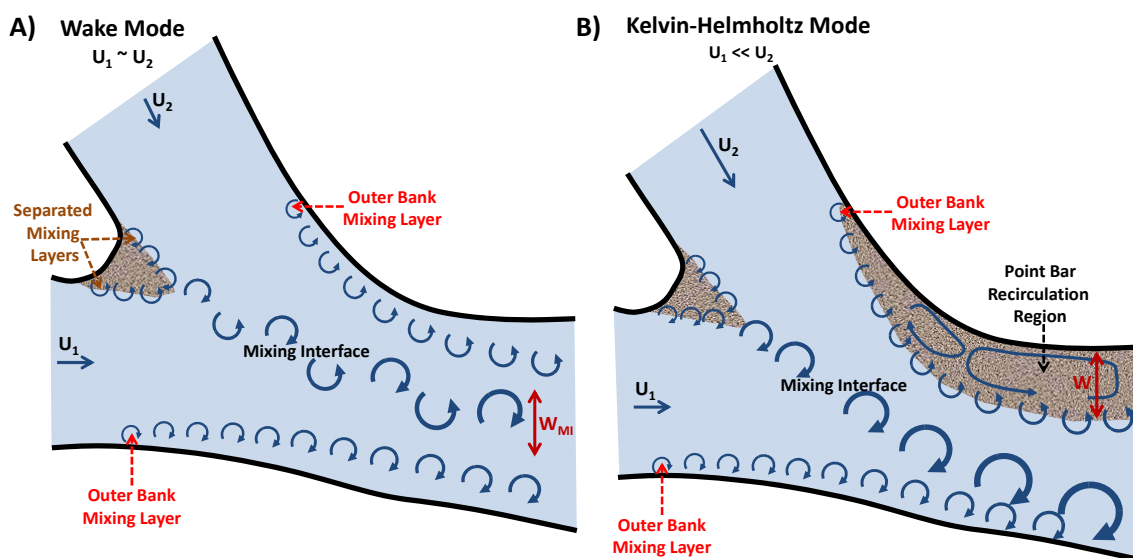 A)
Wake Mode
U₁ ~ U₂
U₂
Outer Bank
Mixing Layer
Separated
Mixing
Layers
U₁
Mixing Interface
W_MI
Outer Bank
Mixing Layer
B)
Kelvin-Helmholtz Mode
U₁ << U₂
U₂
Outer Bank
Mixing Layer
Point Bar
Recirculation
Region
W
U₁
Mixing Interface
Outer Bank
Mixing Layer